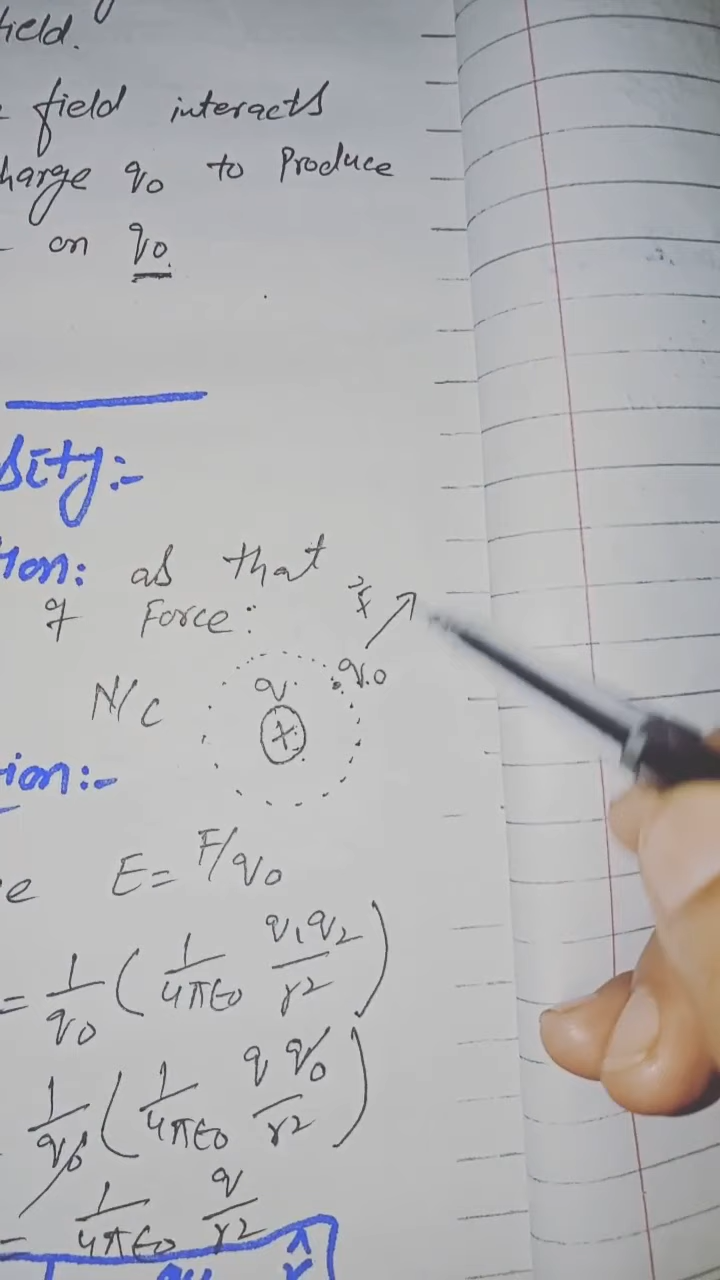 field.
field interacts
charge q0 to Produce
on q0.
sity:-
tion: as that
of Force:
F
q q.0
N/C
+
tion:-
E = F/q0
= 1/q0 ( 1/4πε0 q1q2/r2 )
1/q0 ( 1/4πε0 q q0/r2 )
= 1/4πε0 q/r2
r̂